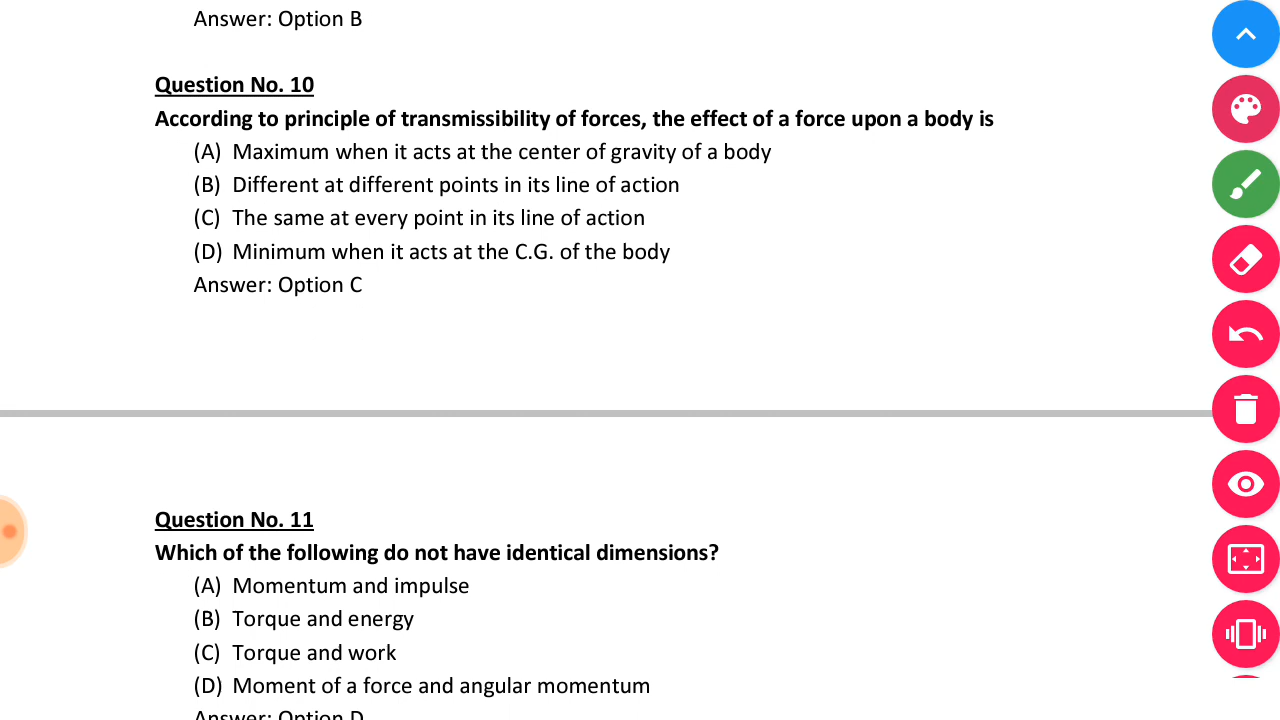 Answer: Option B
Question No. 10
According to principle of transmissibility of forces, the effect of a force upon a body is
(A) Maximum when it acts at the center of gravity of a body
(B) Different at different points in its line of action
(C) The same at every point in its line of action
(D) Minimum when it acts at the C.G. of the body
Answer: Option C
Question No. 11
Which of the following do not have identical dimensions?
(A) Momentum and impulse
(B) Torque and energy
(C) Torque and work
(D) Moment of a force and angular momentum
Answer: Option D